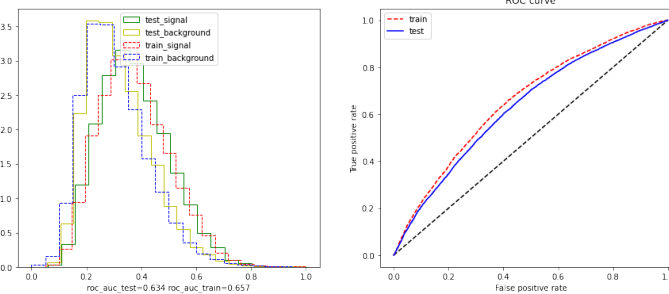 test_signal
test_background
train_signal
train_background
3.5
3.0
2.5
2.0
1.5
1.0
0.5
0.0
0.0 0.2 0.4 0.6 0.8 1.0
roc_auc_test=0.634 roc_auc_train=0.657
ROC curve
train
test
True positive rate
1.0
0.8
0.6
0.4
0.2
0.0
0.0 0.2 0.4 0.6 0.8 1.0
False positive rate